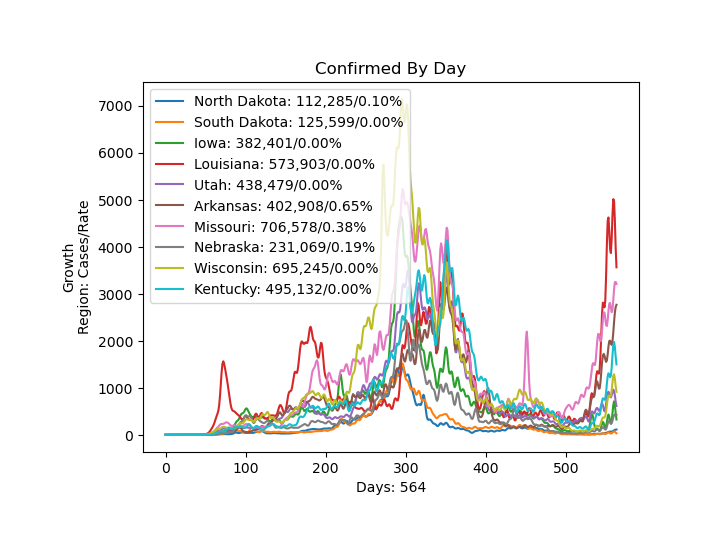 Confirmed By Day
Growth
Region: Cases/Rate
7000
6000
5000
4000
3000
2000
1000
0
North Dakota: 112,285/0.10%
South Dakota: 125,599/0.00%
Iowa: 382,401/0.00%
Louisiana: 573,903/0.00%
Utah: 438,479/0.00%
Arkansas: 402,908/0.65%
Missouri: 706,578/0.38%
Nebraska: 231,069/0.19%
Wisconsin: 695,245/0.00%
Kentucky: 495,132/0.00%
0 100 200 300 400 500
Days: 564